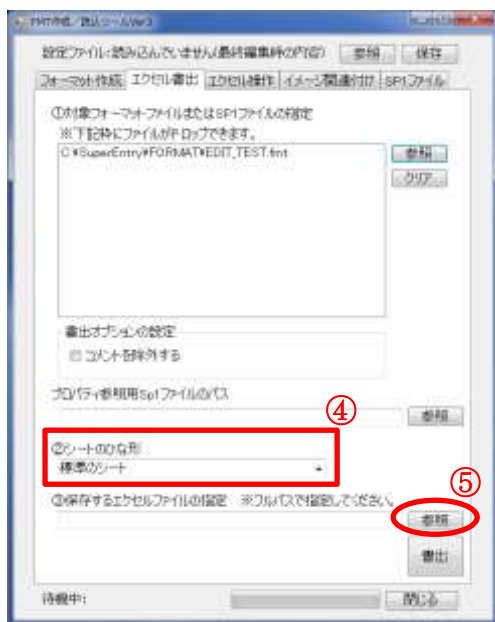 FMT作成/読込ツールVer3
設定ファイル:読み込んでいません(最終編集時の内容) 参照 保存
フォーマット作成 エクセル書出 エクセル操作 イメージ関連付け SP1ファイル
①対象フォーマットファイルまたはSP1ファイルの指定
※下記枠にファイルがドロップできます。
C:¥SuperEntry¥FORMAT¥EDIT_TEST.fmt 参照
クリア
書出オプションの設定
コメントを除外する
プロパティ参照用Sp1ファイルのパス
④
参照
②シートのひな形
標準のシート
⑤
③保存するエクセルファイルの指定 ※フルパスで指定してください。
参照
書出
待機中: 閉じる